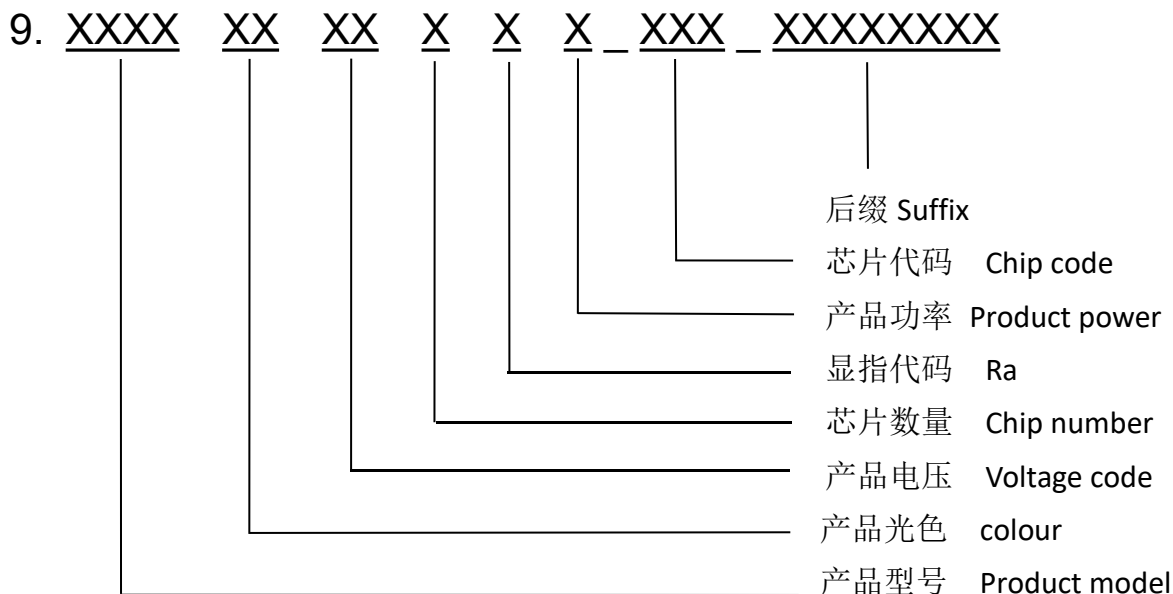 9. XXXX XX XX X X X _ XXX _ XXXXXXXX
后缀 Suffix
芯片代码 Chip code
产品功率 Product power
显指代码 Ra
芯片数量 Chip number
产品电压 Voltage code
产品光色 colour
产品型号 Product model